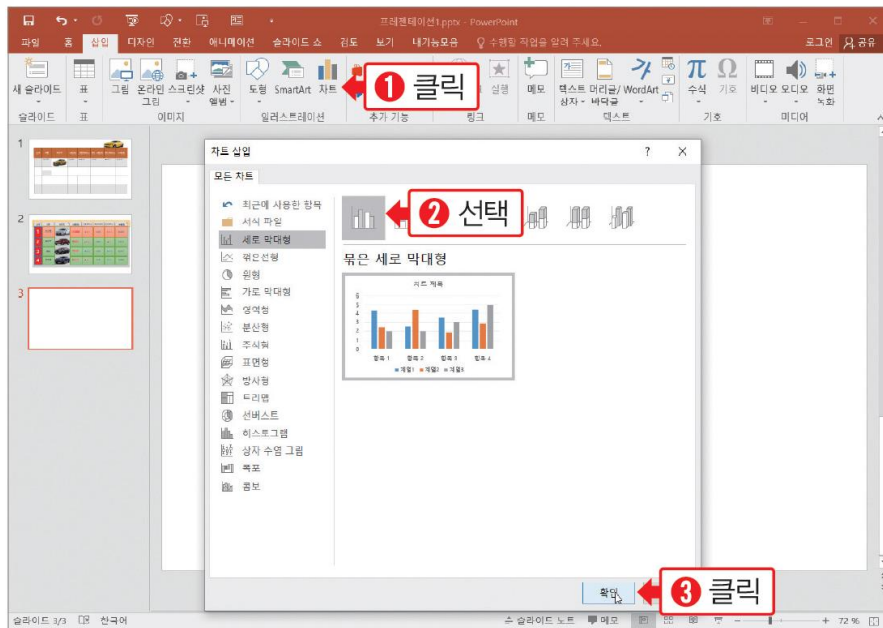 프레젠테이션1.pptx - PowerPoint
파일 홈 삽입 디자인 전환 애니메이션 슬라이드 쇼 검토 보기 내기능모음 수행할 작업을 알려 주세요. 로그인 공유
새 슬라이드 표 그림 온라인 그림 스크린샷 사진 앨범 도형 SmartArt 차트 실행 메모 텍스트 상자 머리글/바닥글 WordArt 수식 기호 비디오 오디오 화면 녹화
슬라이드 표 이미지 일러스트레이션 추가 기능 링크 메모 텍스트 기호 미디어
1 클릭
1
2
3
차트 삽입 ? ×
모든 차트
최근에 사용한 항목
서식 파일
세로 막대형
꺾은선형
원형
가로 막대형
영역형
분산형
주식형
표면형
방사형
트리맵
선버스트
히스토그램
상자 수염 그림
폭포
콤보
2 선택
묶은 세로 막대형
차트 제목
6
5
4
3
2
1
0
항목 1 항목 2 항목 3 항목 4
계열1 계열2 계열3
확인
3 클릭
슬라이드 3/3 한국어 슬라이드 노트 메모 72 %